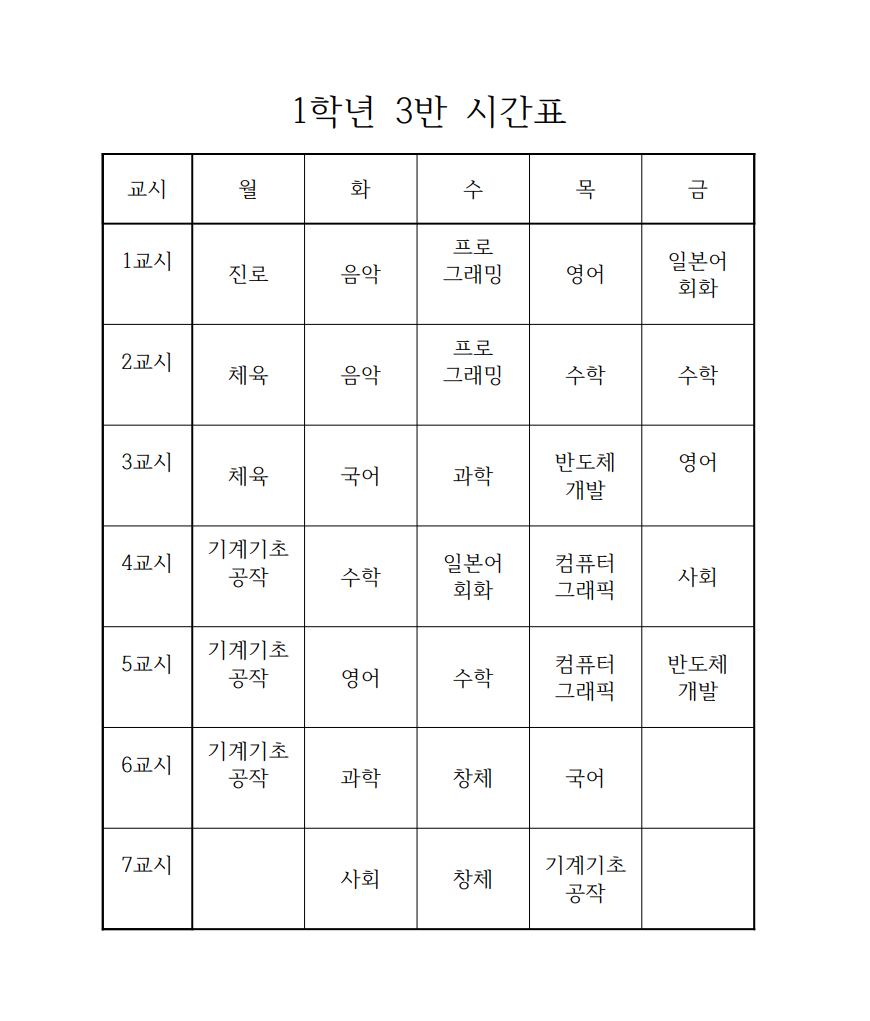 1학년 3반 시간표
교시 월 화 수 목 금
1교시 진로 음악 프로 그래밍 영어 일본어 회화
2교시 체육 음악 프로 그래밍 수학 수학
3교시 체육 국어 과학 반도체 개발 영어
4교시 기계기초 공작 수학 일본어 회화 컴퓨터 그래픽 사회
5교시 기계기초 공작 영어 수학 컴퓨터 그래픽 반도체 개발
6교시 기계기초 공작 과학 창체 국어
7교시 사회 창체 기계기초 공작